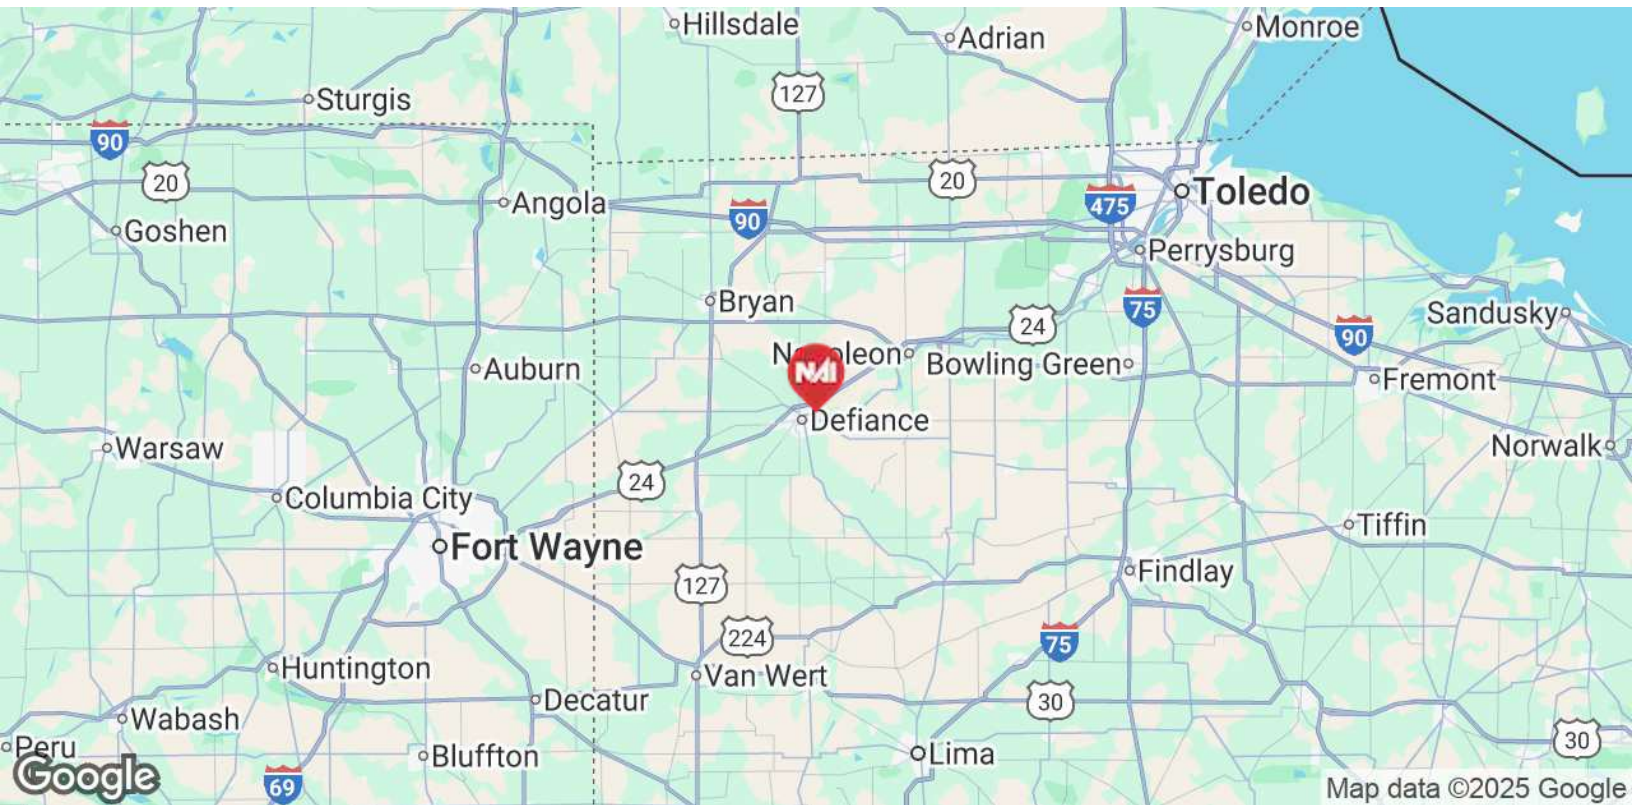 Hillsdale
Monroe
Adrian
Sturgis
127
90
20
20
Toledo
475
Angola
90
Goshen
Perrysburg
Bryan
75
Sandusky
24
90
Napoleon
NAI
Bowling Green
Auburn
Fremont
Defiance
Warsaw
Norwalk
24
Columbia City
Tiffin
Fort Wayne
Findlay
127
224
75
Huntington
Van Wert
Decatur
30
Wabash
30
Peru
Bluffton
Lima
Google
69
Map data ©2025 Google